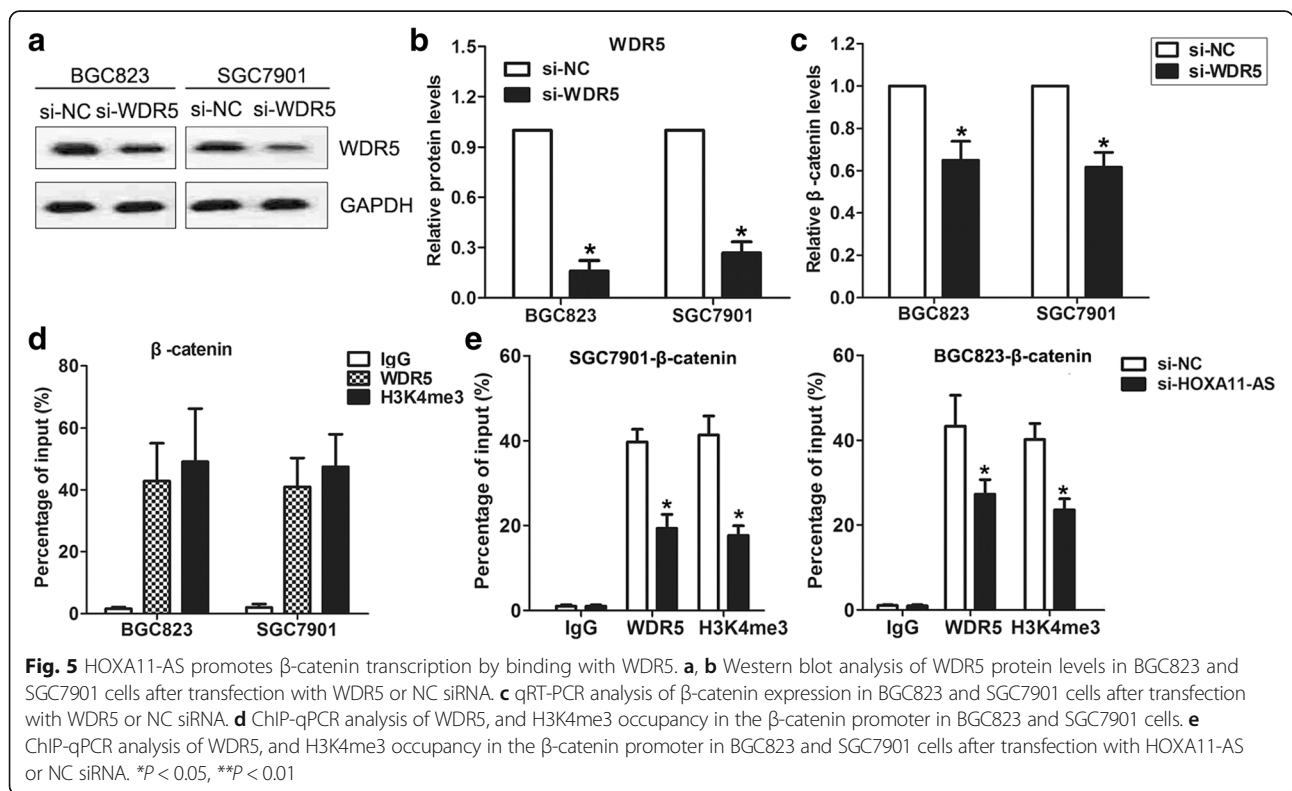 a
BGC823 SGC7901
si-NC si-WDR5 si-NC si-WDR5
WDR5
GAPDH
b
WDR5
si-NC
si-WDR5
Relative protein levels
1.5
1.2
0.9
0.6
0.3
0.0
* *
BGC823 SGC7901
c
si-NC
si-WDR5
Relative β -catenin levels
1.2
1.0
0.8
0.6
0.4
0.2
0.0
* *
BGC823 SGC7901
d
β -catenin
IgG
WDR5
H3K4me3
Percentage of input (%)
80
60
40
20
0
BGC823 SGC7901
e
SGC7901-β-catenin
Percentage of input (%)
60
40
20
0
* *
IgG WDR5 H3K4me3
BGC823-β-catenin
si-NC
si-HOXA11-AS
Percentage of input (%)
60
40
20
0
* *
IgG WDR5 H3K4me3
Fig. 5 HOXA11-AS promotes β-catenin transcription by binding with WDR5. a, b Western blot analysis of WDR5 protein levels in BGC823 and
SGC7901 cells after transfection with WDR5 or NC siRNA. c qRT-PCR analysis of β-catenin expression in BGC823 and SGC7901 cells after transfection
with WDR5 or NC siRNA. d ChIP-qPCR analysis of WDR5, and H3K4me3 occupancy in the β-catenin promoter in BGC823 and SGC7901 cells. e
ChIP-qPCR analysis of WDR5, and H3K4me3 occupancy in the β-catenin promoter in BGC823 and SGC7901 cells after transfection with HOXA11-AS
or NC siRNA. *P < 0.05, **P < 0.01